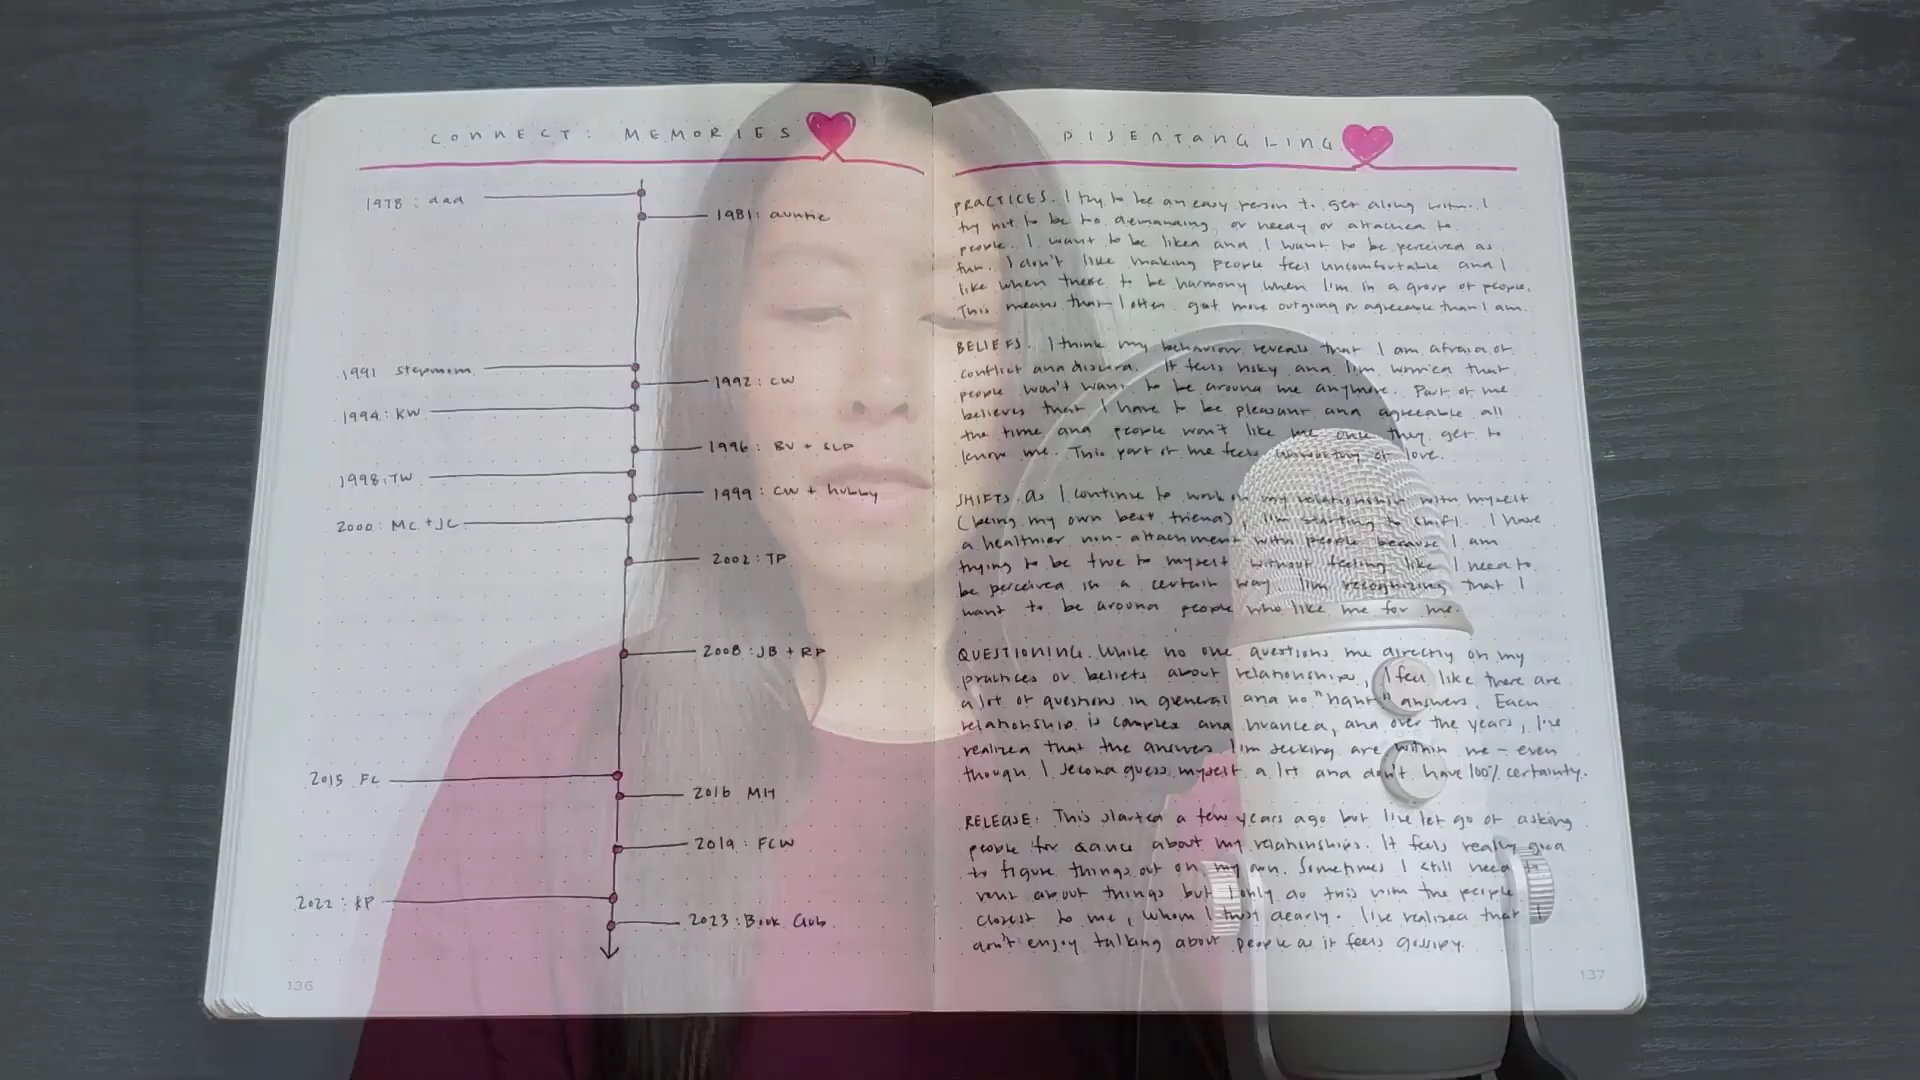 CONNECT: MEMORIES
1978: dad
1981: auntie
1991 stepmom
1992: CW
1994: KW
1996: BV + SLP
1998: TW
1999: CW + hubby
2000: MC + JC
2002: TP
2008: JB + RP
2015 FC
2016 MH
2019: FCW
2022: KP
2023: Book Club
136
DISENTANGLING
PRACTICES. I try to be an easy person to get along with. I
try not to be too demanding, or needy or attached to
people. I want to be liked and I want to be perceived as
fun. I don't like making people feel uncomfortable and I
like when there to be harmony when I'm in a group of people.
This means that I often get more outgoing or agreeable than I am.
BELIEFS. I think my behaviour reveals that I am afraid of
conflict and discord. It feels risky and I'm worried that
people won't want to be around me anymore. Part of me
believes that I have to be pleasant and agreeable all
the time and people won't like me once they get to
know me. This part of me feels unworthy of love.
SHIFTS. As I continue to work on my relationship with myself
(being my own best friend), I'm starting to shift. I have
a healthier non-attachment with people because I am
trying to be true to myself without feeling like I need to
be perceived in a certain way. I'm recognizing that I
want to be around people who like me for me.
QUESTIONING. While no one questions me directly on my
practices or beliefs about relationships, I feel like there are
a lot of questions in general and no "right" answers. Each
relationship is complex and nuanced, and over the years, I've
realized that the answers I'm seeking are within me - even
though I second guess myself a lot and don't have 100% certainty.
RELEASE: This started a few years ago but I've let go of asking
people for advice about my relationships. It feels really good
to figure things out on my own. Sometimes I still need to
vent about things but I only do this with the people
closest to me, whom I trust dearly. I've realized that I
don't enjoy talking about people as it feels gossipy.
137